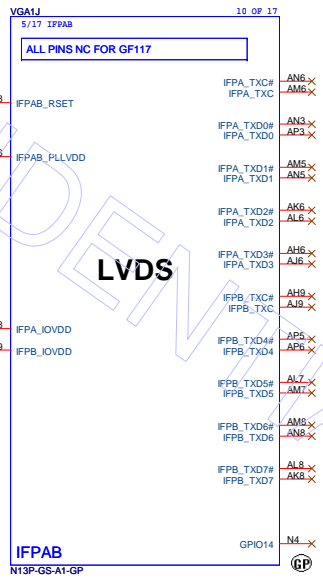 VGA1J 10 OF 17
5/17 IFPAB
ALL PINS NC FOR GF117
IFPA_TXC# AN6
IFPA_TXC AM6
IFPAB_RSET
IFPA_TXD0# AN3
IFPA_TXD0 AP3
IFPAB_PLLVDD
IFPA_TXD1# AM5
IFPA_TXD1 AN5
IFPA_TXD2# AK6
IFPA_TXD2 AL6
IFPA_TXD3# AH6
IFPA_TXD3 AJ6
LVDS
IFPB_TXC# AH9
IFPB_TXC AJ9
IFPA_IOVDD
IFPB_TXD4# AP5
IFPB_TXD4 AP6
IFPB_IOVDD
IFPB_TXD5# AL7
IFPB_TXD5 AM7
IFPB_TXD6# AM8
IFPB_TXD6 AN8
IFPB_TXD7# AL8
IFPB_TXD7 AK8
GPIO14 N4
IFPAB
GP
N13P-GS-A1-GP